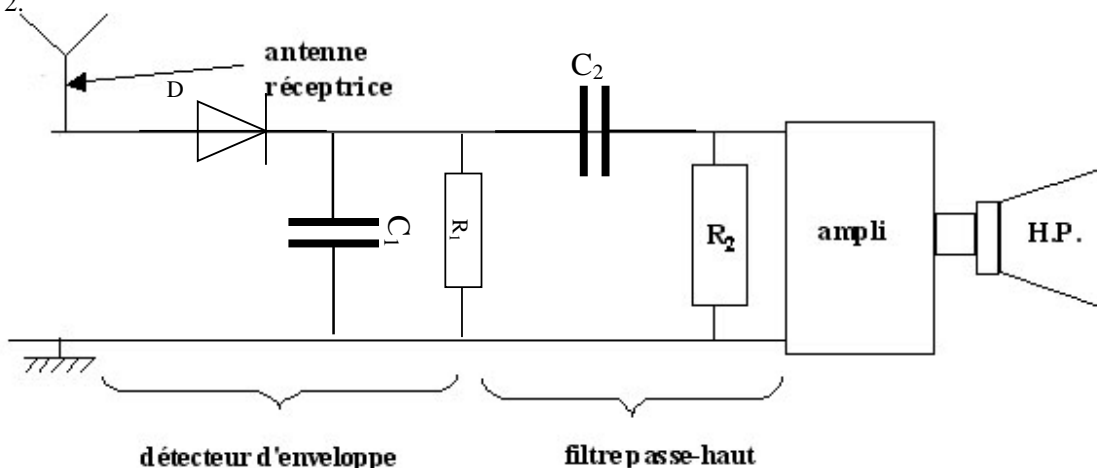 2.
antenne
réceptrice
D
C2
C1
R1
R2
ampli
H.P.
détecteur d'enveloppe
filtre passe-haut